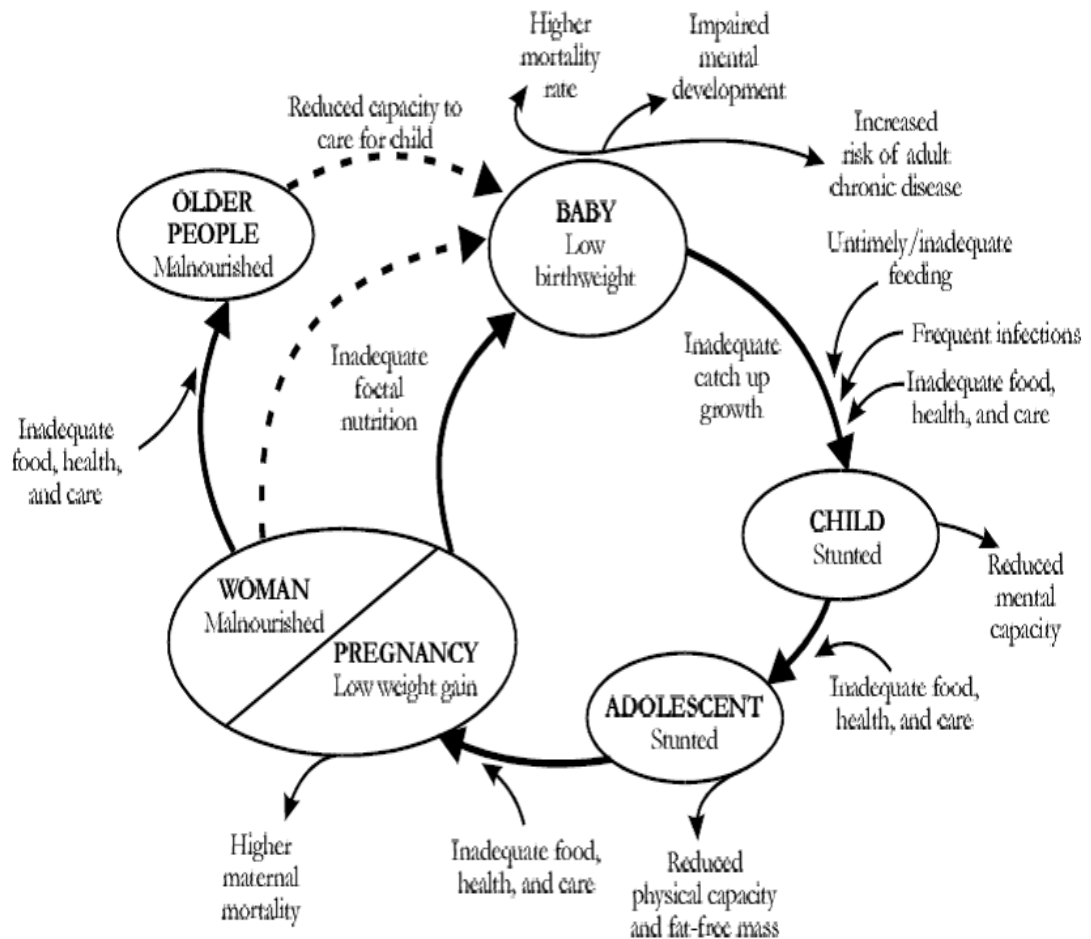 Higher
mortality
rate
Impaired
mental
development
Reduced capacity to
care for child
Increased
risk of adult
chronic disease
OLDER
PEOPLE
Malnourished
BABY
Low
birthweight
Untimely/inadequate
feeding
Frequent infections
Inadequate food,
health, and care
Inadequate
catch up
growth
Inadequate
foetal
nutrition
Inadequate
food, health,
and care
CHILD
Stunted
Reduced
mental
capacity
WOMAN
Malnourished
PREGNANCY
Low weight gain
ADOLESCENT
Stunted
Inadequate food,
health, and care
Higher
maternal
mortality
Inadequate food,
health, and care
Reduced
physical capacity
and fat-free mass